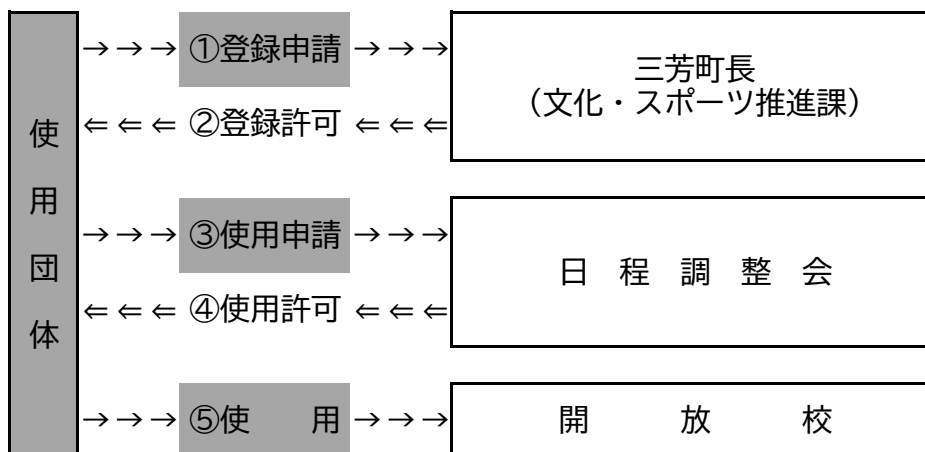 使用団体
→→→ ①登録申請 →→→
三芳町長
（文化・スポーツ推進課）
⇐⇐⇐ ②登録許可 ⇐⇐⇐
→→→ ③使用申請 →→→
日程調整会
⇐⇐⇐ ④使用許可 ⇐⇐⇐
→→→ ⑤使　用 →→→
開放校